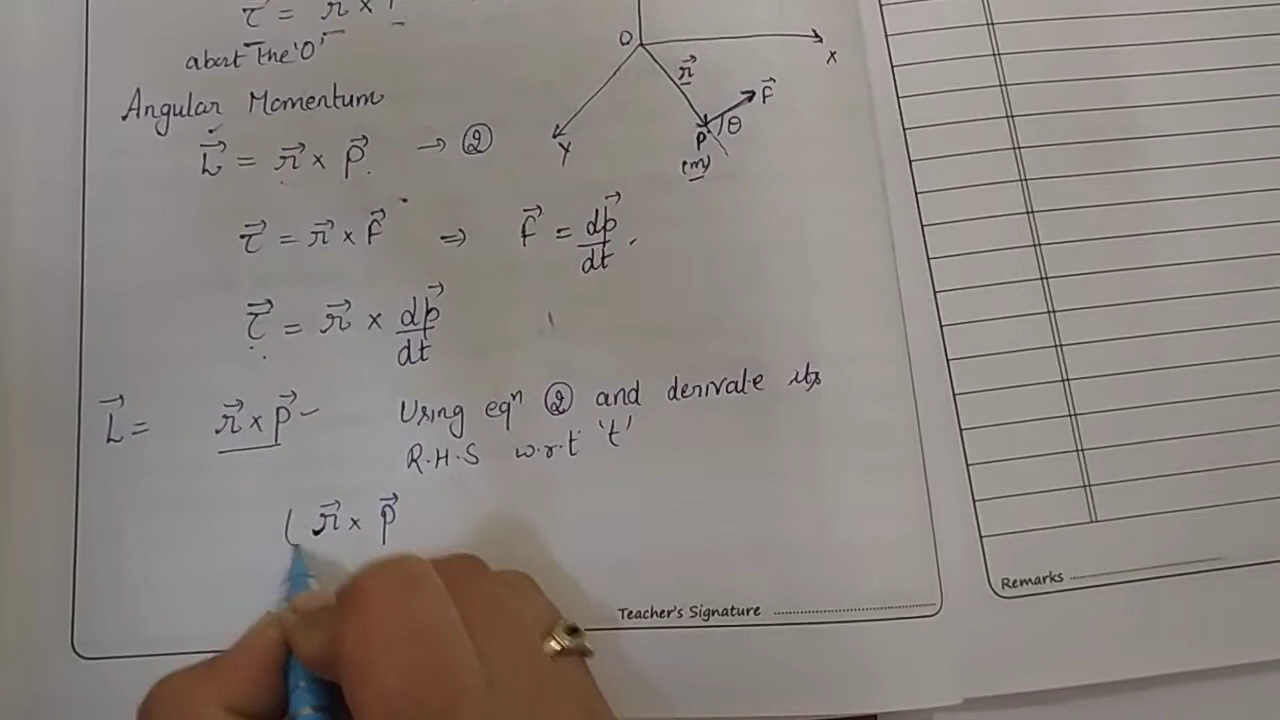 τ⃗ = r⃗ ×
about the 'O'
Angular Momentum
L⃗ = r⃗ × p⃗. → ②
τ⃗ = r⃗ × F⃗ ⇒ F⃗ = dp⃗/dt.
τ⃗ = r⃗ × dp⃗/dt
L⃗ = r⃗ × p⃗ – Using eqⁿ ② and derivate its
R.H.S w.r.t 't'
( r⃗ × p⃗
O
X
r⃗
F⃗
θ
P
(m)
Y
Teacher's Signature
Remarks